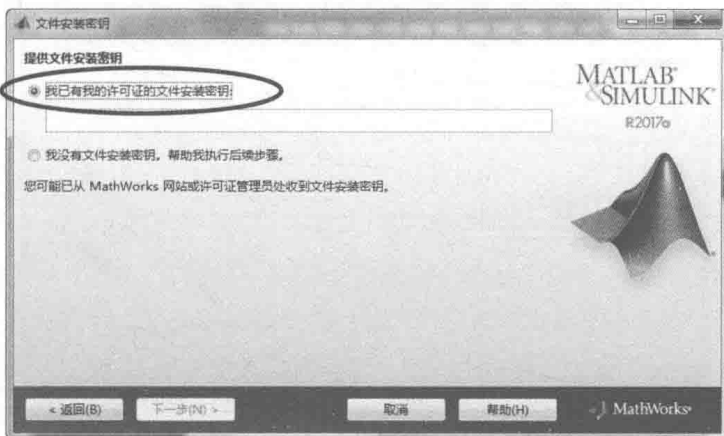 文件安装密钥
提供文件安装密钥
我已有我的许可证的文件安装密钥:
我没有文件安装密钥，帮助我执行后续步骤。
您可能已从 MathWorks 网站或许可证管理员处收到文件安装密钥。
MATLAB®
&SIMULINK®
R2017a
< 返回(B)
下一步(N) >
取消
帮助(H)
MathWorks®